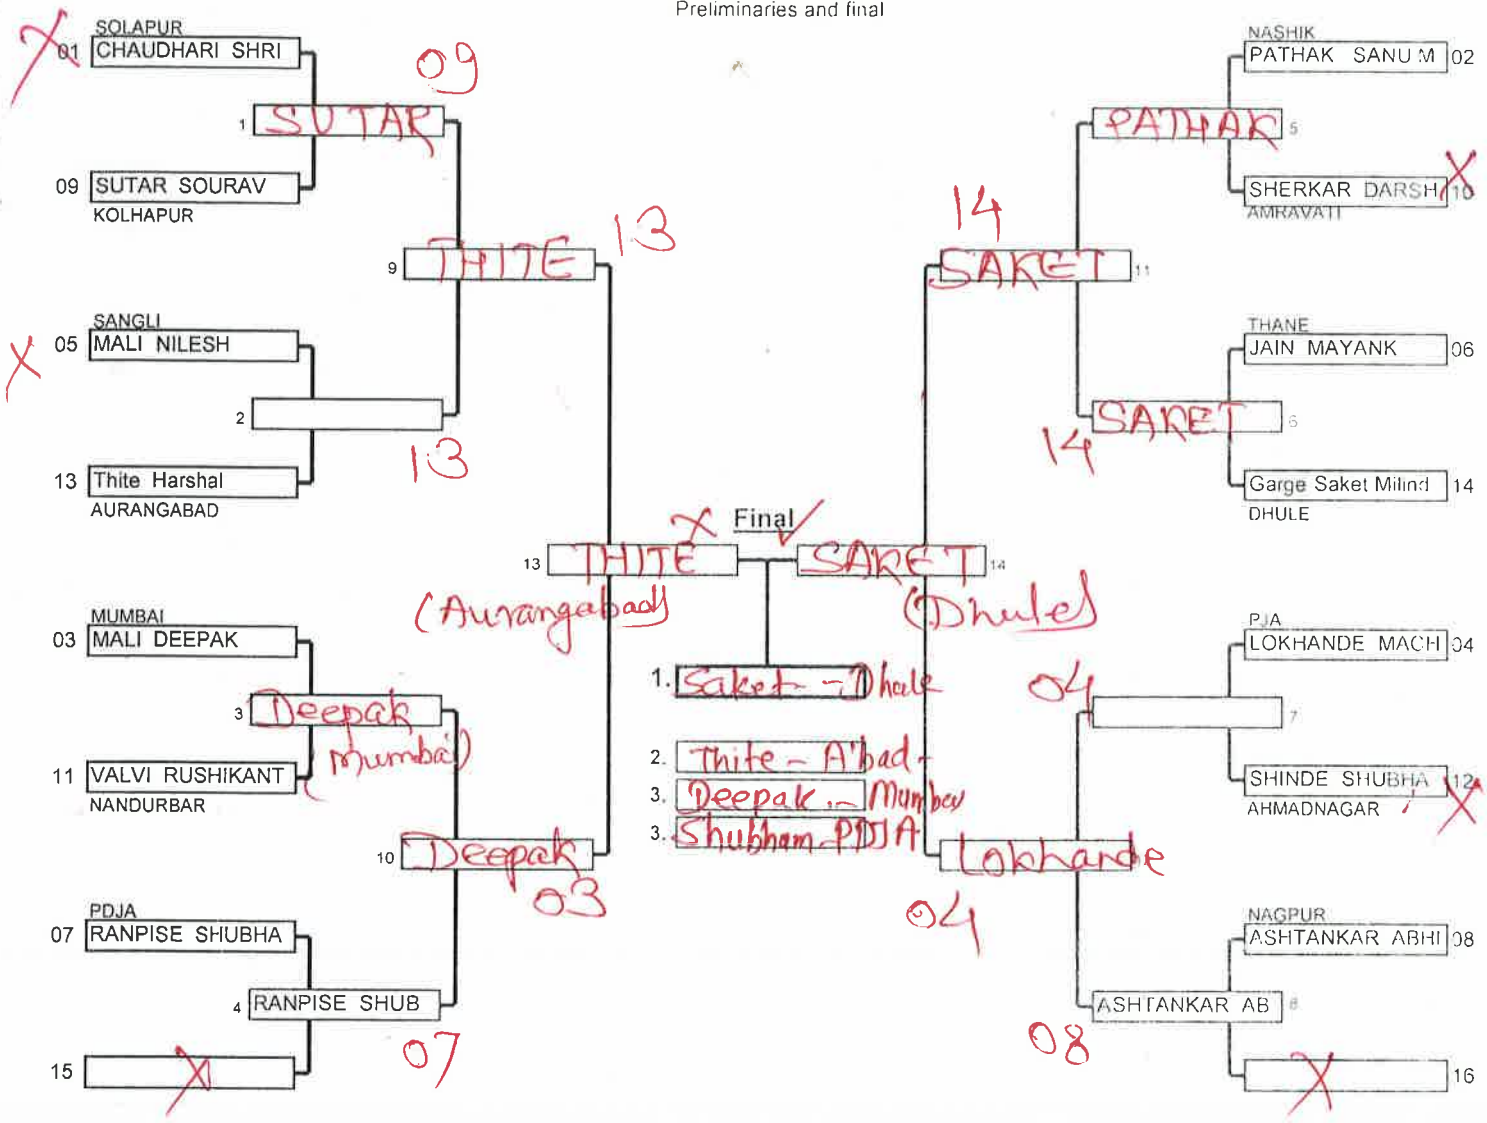 Preliminaries and final
SOLAPUR
01 CHAUDHARI SHRI
09
1 SUTAR
09 SUTAR SOURAV
KOLHAPUR
9 THITE 13
SANGLI
X 05 MALI NILESH
2
13
13 Thite Harshal
AURANGABAD
MUMBAI
03 MALI DEEPAK
3 Deepak
(Mumbai)
11 VALVI RUSHIKANT
NANDURBAR
10 Deepak
03
PDJA
07 RANPISE SHUBHA
4 RANPISE SHUB
07
15 X
Final
13 THITE X
(Aurangabad)
SAKET 14
(Dhule)
1. Saket - Dhule
2. Thite - A'bad -
3. Deepak - Mumbai
3. Shubham - PDJA
NASHIK
PATHAK SANU M 02
PATHAK 5
SHERKAR DARSH 10 X
AMRAVATI
14
SAKET 11
THANE
JAIN MAYANK 06
SAKET 6
14
Garge Saket Milind 14
DHULE
PJA
LOKHANDE MACH 04
04
7
SHINDE SHUBHA 12 X
AHMADNAGAR
Lokhande
04
NAGPUR
ASHTANKAR ABHI 08
ASHTANKAR AB 8
08
X 16